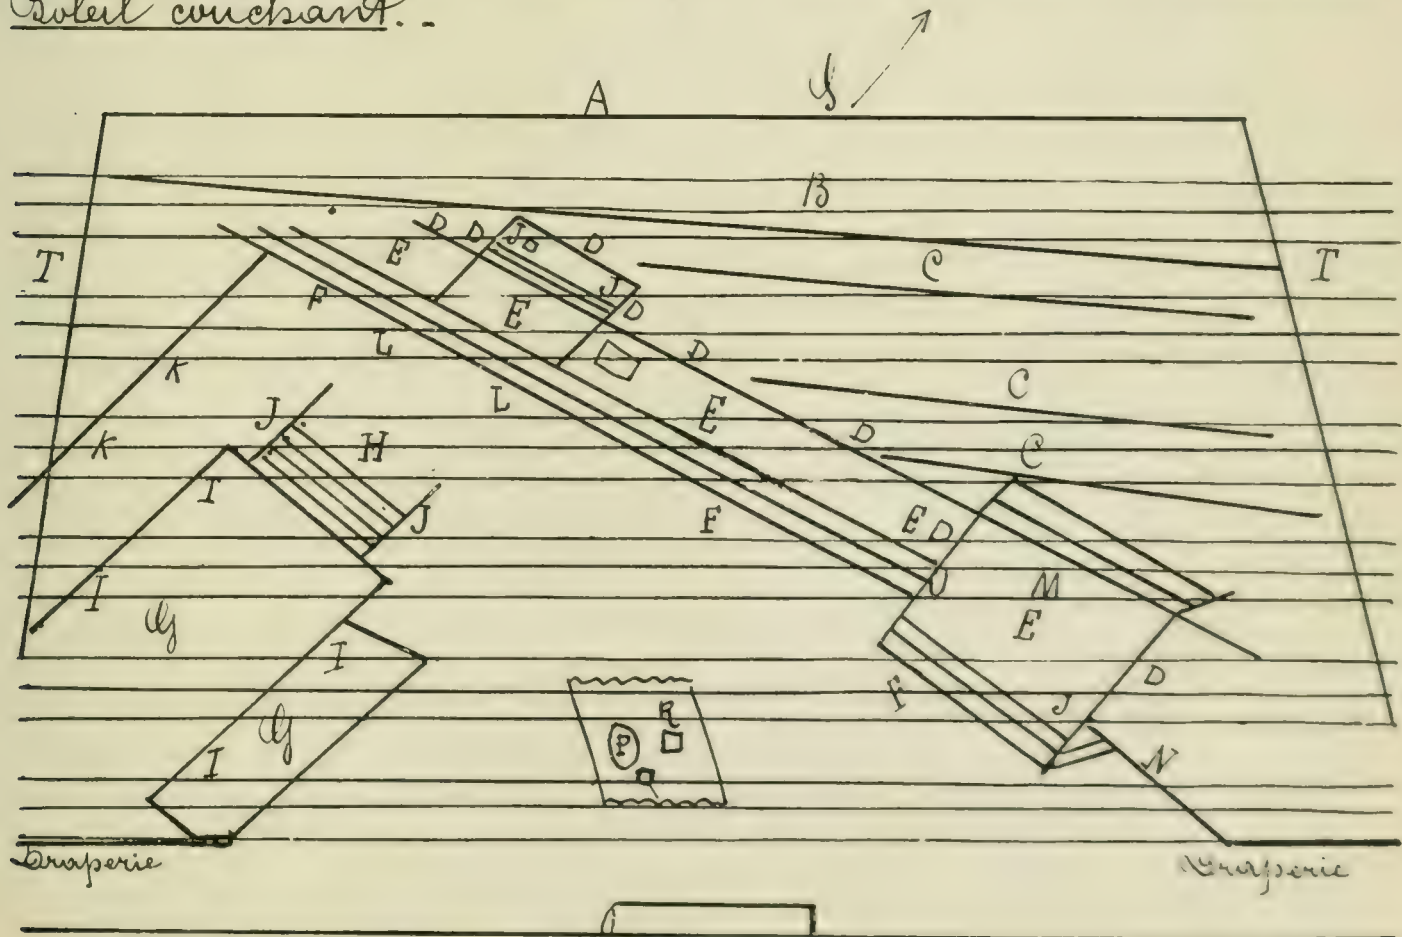 Soleil couchant. -
A S
B
T D D J D C T
E
F E J D
L D
K L E C
J D
K H C
I J F E D
M
I E
G I F D
R J
G P N
I
Draperie Draperie